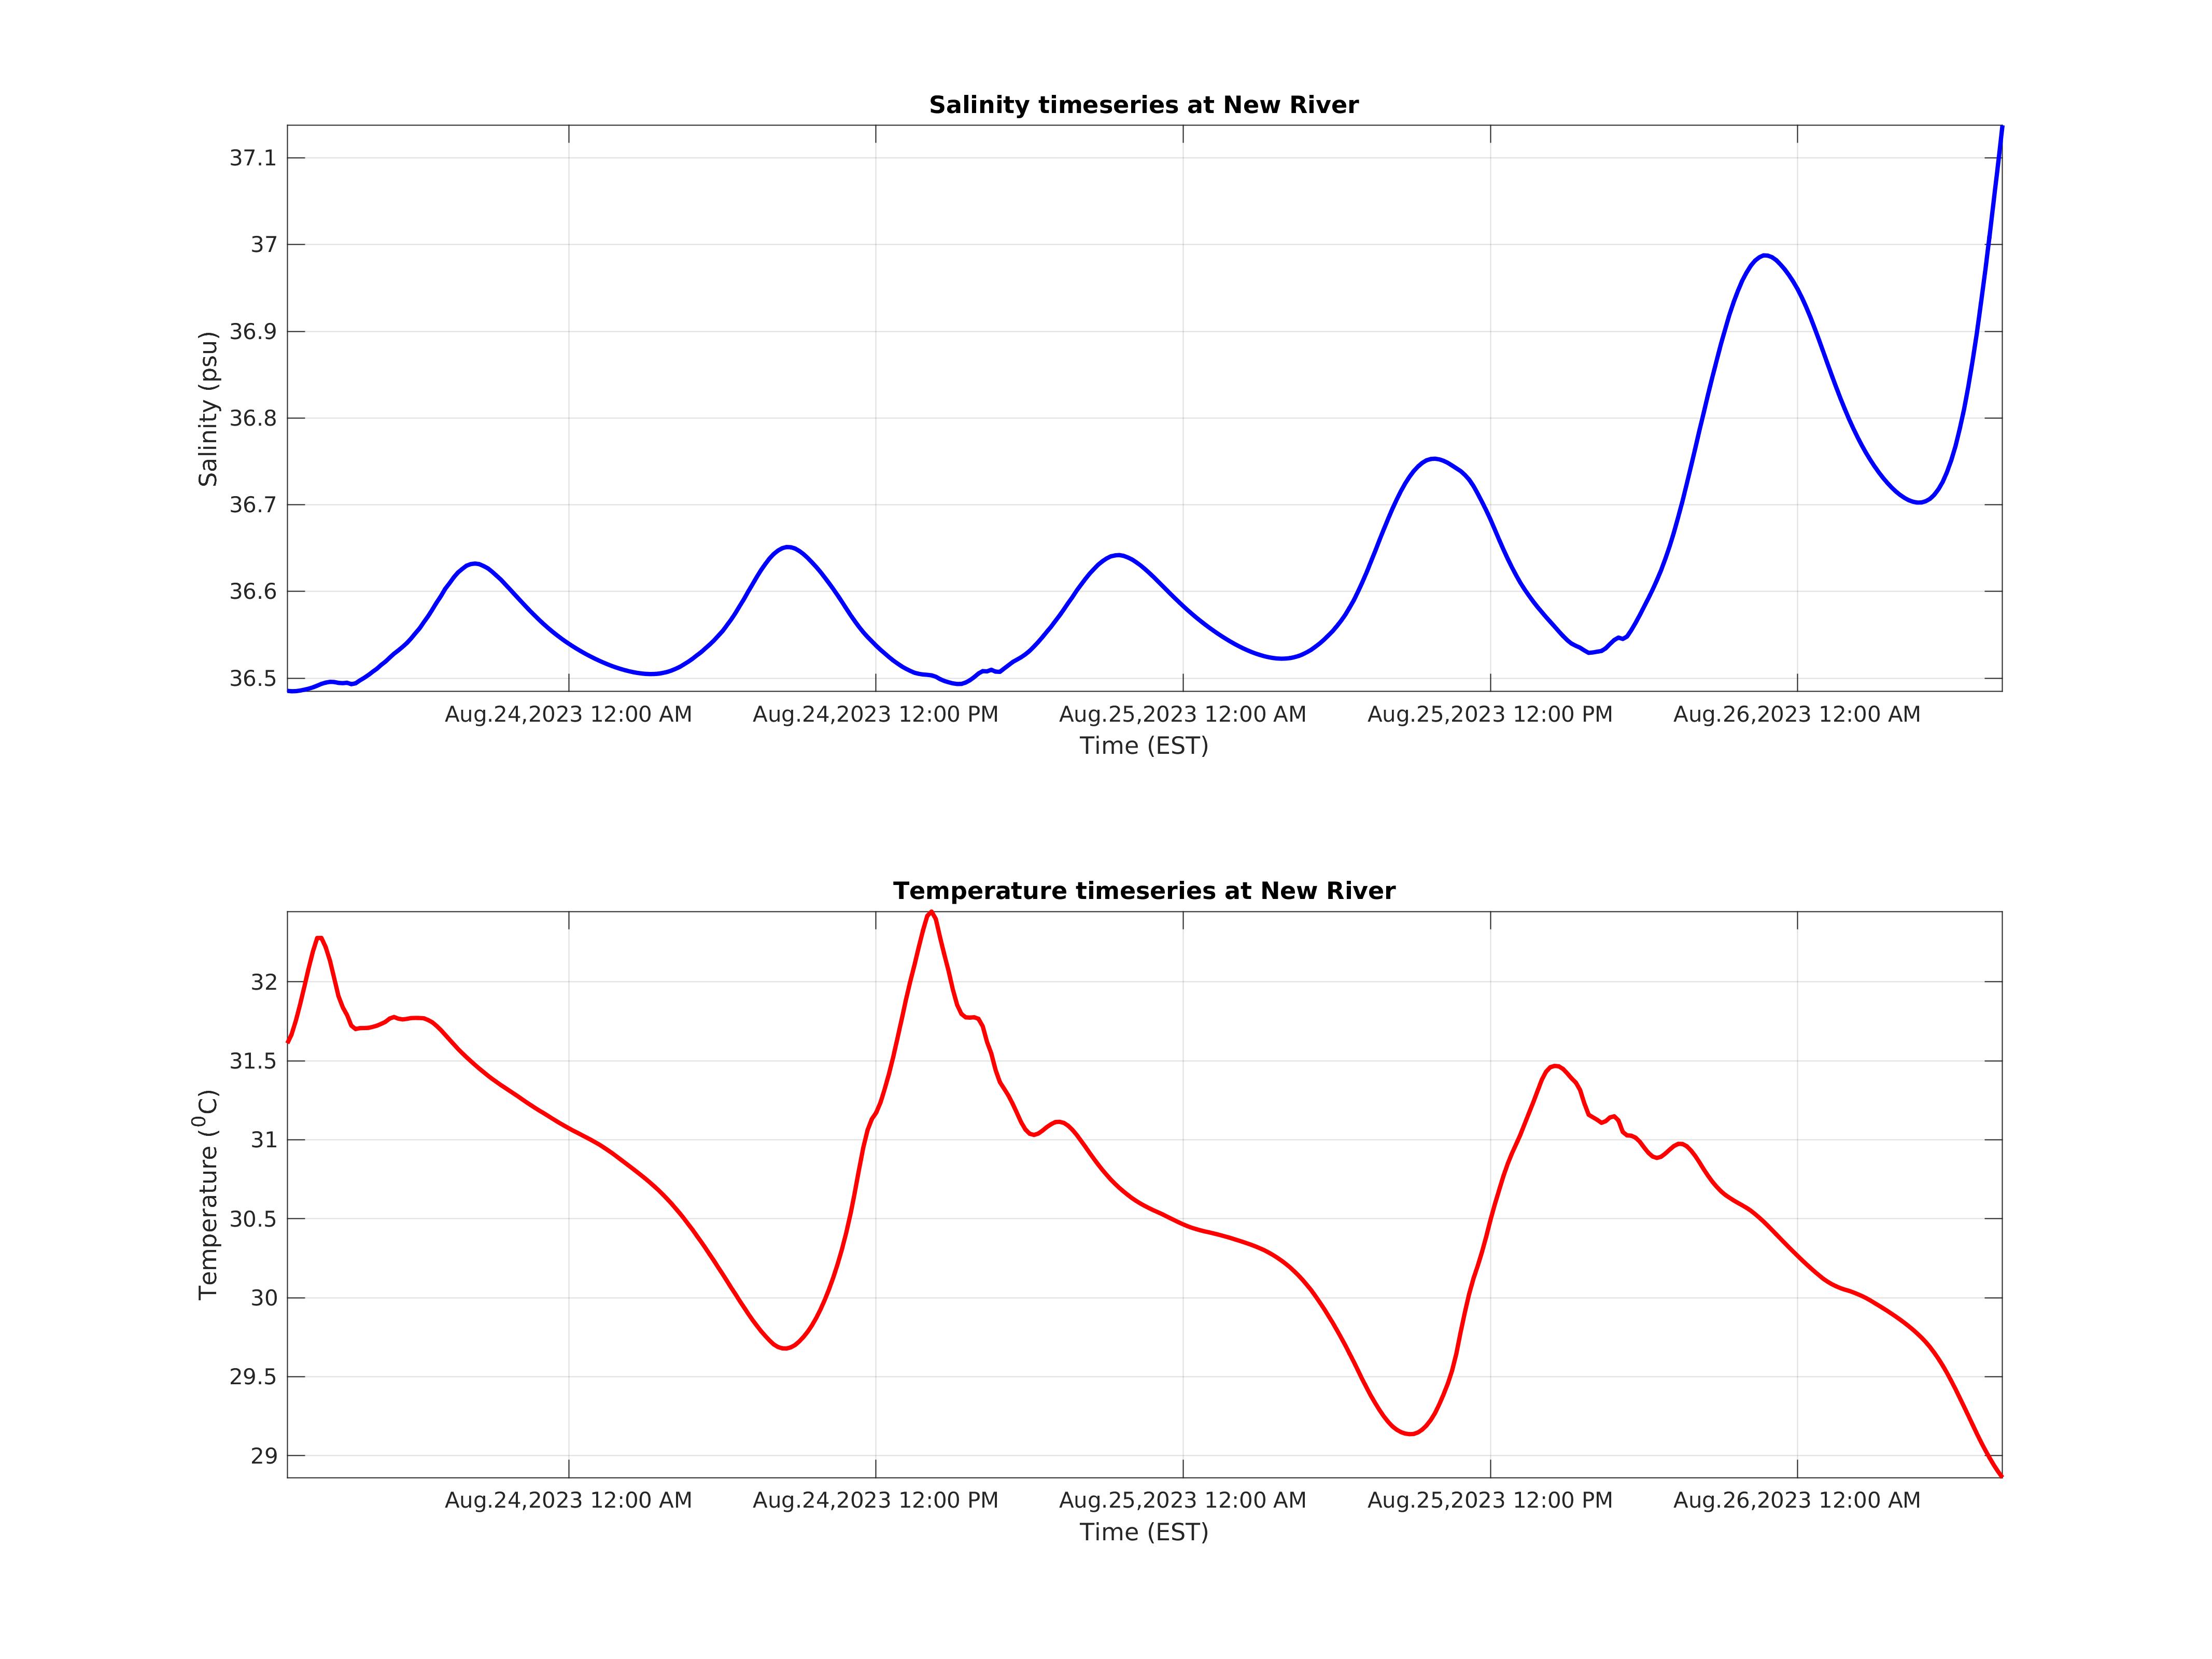 Salinity timeseries at New River
37.1
37
36.9
36.8
36.7
36.6
36.5
Salinity (psu)
Aug.24,2023 12:00 AM Aug.24,2023 12:00 PM Aug.25,2023 12:00 AM Aug.25,2023 12:00 PM Aug.26,2023 12:00 AM
Time (EST)
Temperature timeseries at New River
32
31.5
31
30.5
30
29.5
29
Temperature (⁰C)
Aug.24,2023 12:00 AM Aug.24,2023 12:00 PM Aug.25,2023 12:00 AM Aug.25,2023 12:00 PM Aug.26,2023 12:00 AM
Time (EST)